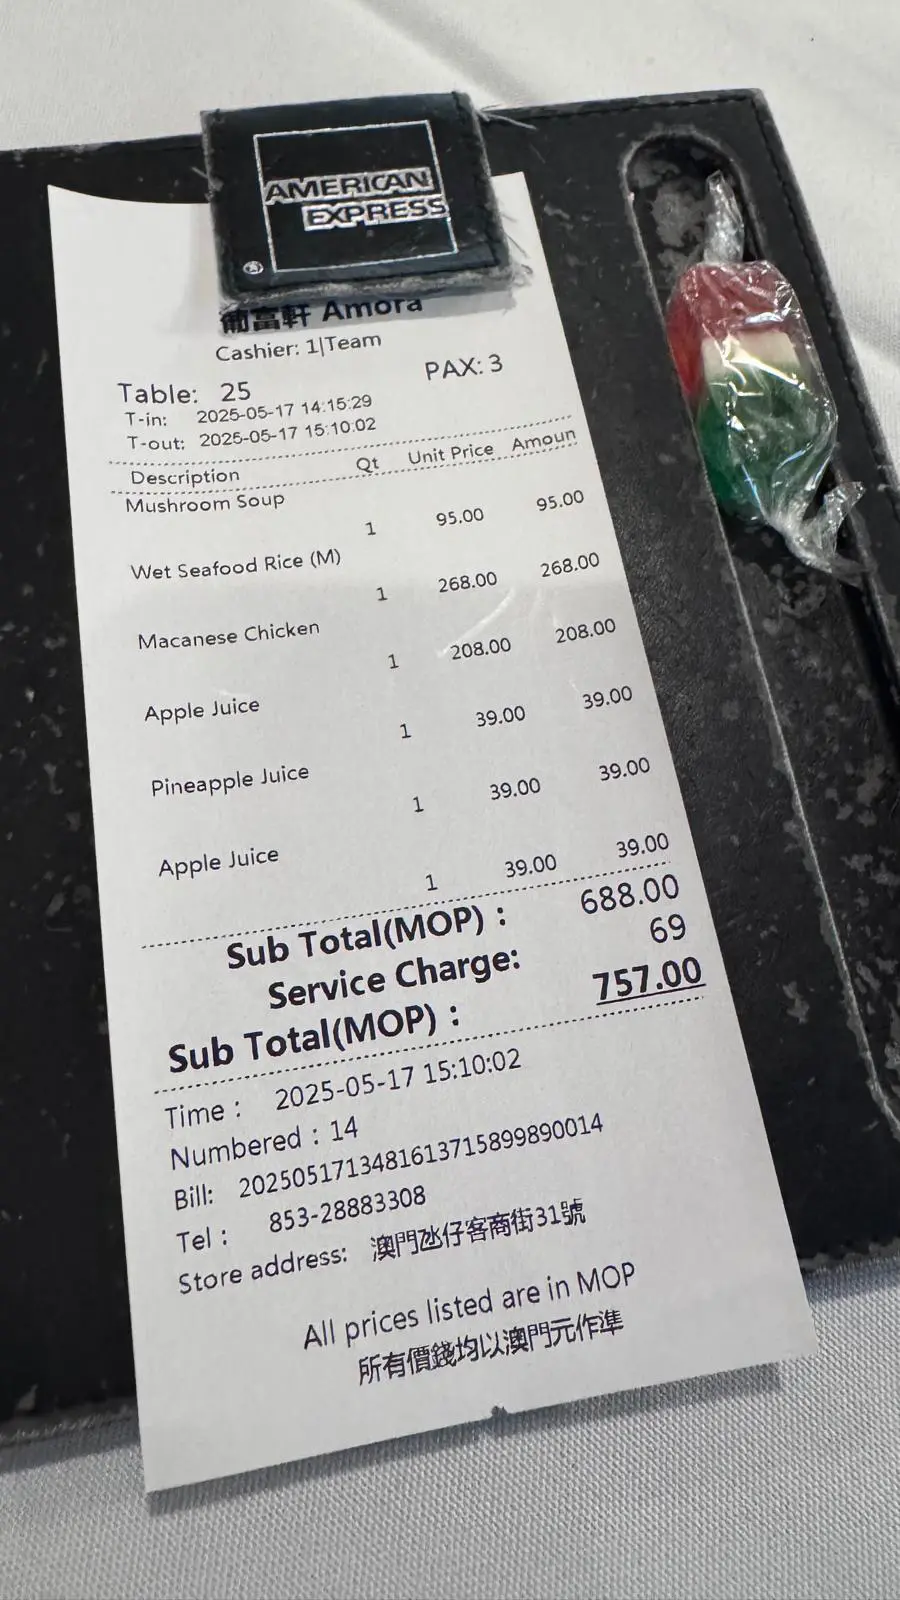 AMERICAN
EXPRESS
®
葡富軒 Amora
Cashier: 1|Team
Table: 25 PAX: 3
T-in: 2025-05-17 14:15:29
T-out: 2025-05-17 15:10:02
Description Qt Unit Price Amoun
Mushroom Soup
1 95.00 95.00
Wet Seafood Rice (M)
1 268.00 268.00
Macanese Chicken
1 208.00 208.00
Apple Juice
1 39.00 39.00
Pineapple Juice
1 39.00 39.00
Apple Juice
1 39.00 39.00
Sub Total(MOP) : 688.00
Service Charge: 69
Sub Total(MOP) : 757.00
Time : 2025-05-17 15:10:02
Numbered : 14
Bill: 2025051713481613715899890014
Tel : 853-28883308
Store address: 澳門氹仔客商街31號
All prices listed are in MOP
所有價錢均以澳門元作準